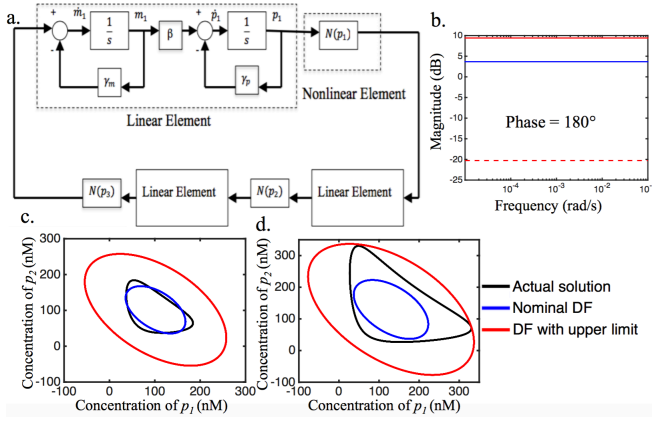 a.
+
ṁ₁
1
s
m₁
β
+
ṗ₁
1
s
p₁
N(p₁)
-
γm
-
γp
Linear Element
Nonlinear Element
N(p₃)
Linear Element
N(p₂)
Linear Element
b.
Magnitude (dB)
10
5
0
-5
-10
-15
-20
-25
Phase = 180°
10⁻⁴
10⁻³
10⁻²
10⁻
Frequency (rad/s)
c.
Concentration of p₂ (nM)
300
200
100
0
-100
-100
0
100
200
300
Concentration of p₁ (nM)
d.
Concentration of p₂ (nM)
300
200
100
0
-100
-100
0
100
200
300
Concentration of p₁ (nM)
Actual solution
Nominal DF
DF with upper limit